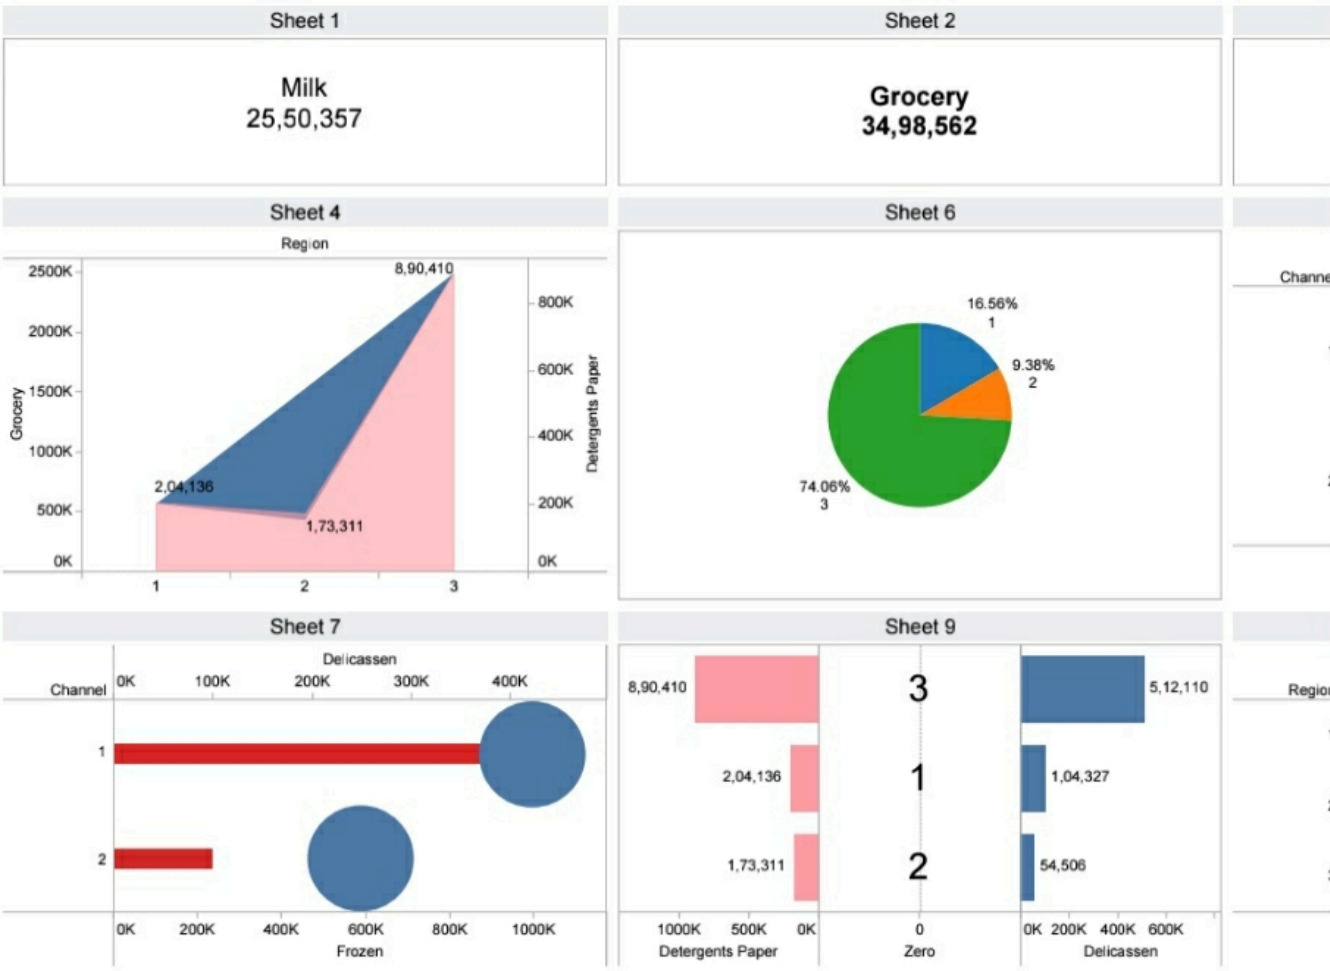 Sheet 1
Milk
25,50,357
Sheet 2
Grocery
34,98,562
Sheet 4
Region
2500K
2000K
1500K
1000K
500K
0K
Grocery
8,90,410
2,04,136
1,73,311
800K
600K
400K
200K
0K
Detergents Paper
1 2 3
Sheet 6
16.56%
1
9.38%
2
74.06%
3
Channe
Sheet 7
Delicassen
Channel 0K 100K 200K 300K 400K
1
2
0K 200K 400K 600K 800K 1000K
Frozen
Sheet 9
8,90,410 3 5,12,110
2,04,136 1 1,04,327
1,73,311 2 54,506
1000K 500K 0K 0 0K 200K 400K 600K
Detergents Paper Zero Delicassen
Regio